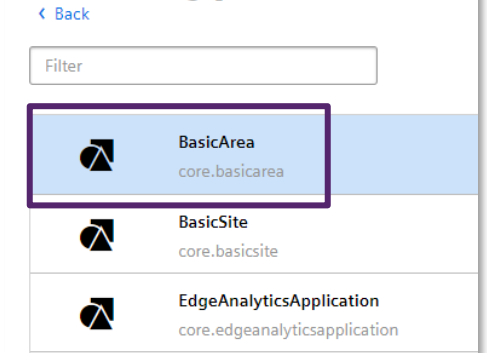 Back
Filter
BasicArea
core.basicarea
BasicSite
core.basicsite
EdgeAnalyticsApplication
core.edgeanalyticsapplication